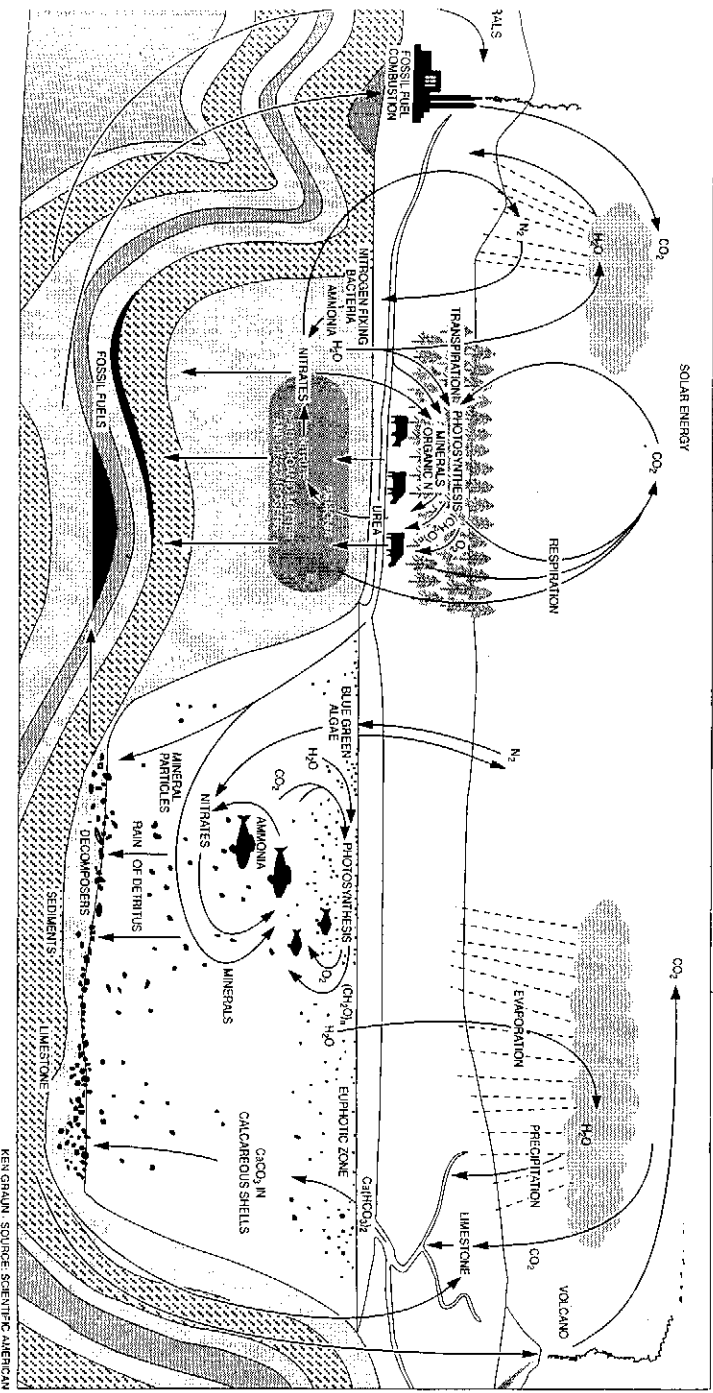 SOLAR ENERGY
CO₂
CO₂
CO₂
H₂O
N₂
RESPIRATION
N₂
EVAPORATION
H₂O
PRECIPITATION
CO₂
VOLCANO
FOSSIL FUEL
COMBUSTION
TRANSPIRATION
PHOTOSYNTHESIS
MINERALS
ORGANIC N
UREA
LIMESTONE
Ca(HCO₃)2
NITROGEN FIXING
BACTERIA
AMMONIA
H₂O
NITRATES
BLUE GREEN
ALGAE
H₂O
CO₂
PHOTOSYNTHESIS
O₂
(CH₂O)n
H₂O
EUPHOTIC ZONE
AMMONIA
NITRATES
MINERALS
CaCO₃ IN
CALCAREOUS SHELLS
MINERAL
PARTICLES
RAIN OF DETRITUS
DECOMPOSERS
FOSSIL FUELS
SEDIMENTS
LIMESTONE
KEN GRAUN · SOURCE: SCIENTIFIC AMERICAN